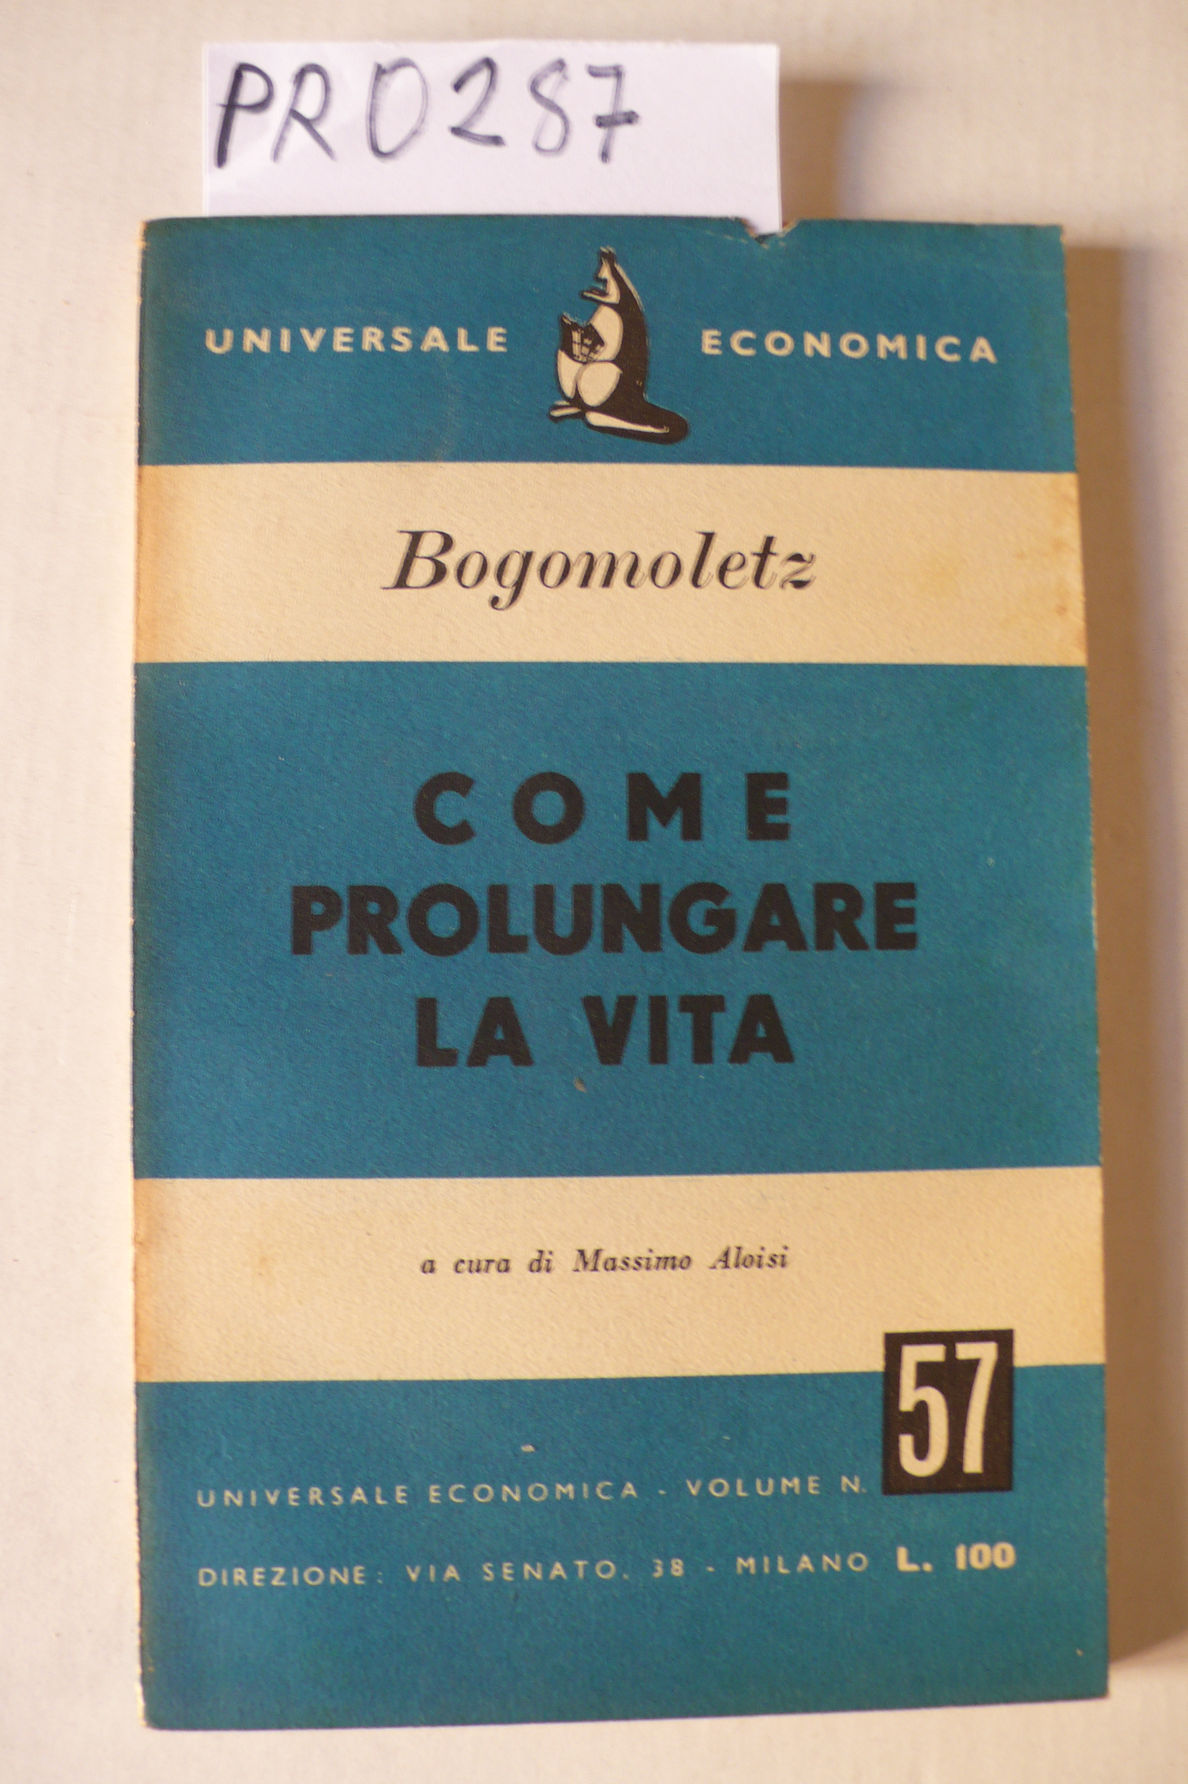 PR0287
UNIVERSALE ECONOMICA
Bogomoletz
COME
PROLUNGARE
LA VITA
a cura di Massimo Aloisi
57
UNIVERSALE ECONOMICA - VOLUME N.
DIREZIONE: VIA SENATO, 38 - MILANO L. 100